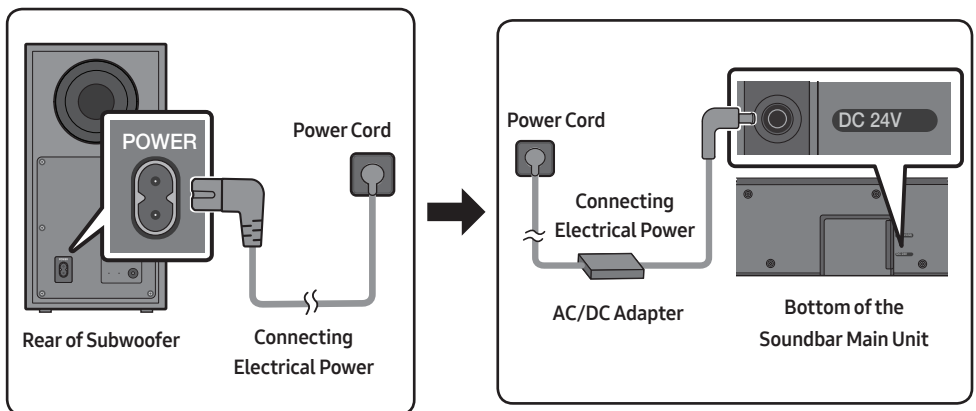 POWER
Power Cord
Rear of Subwoofer
Connecting
Electrical Power
DC 24V
Power Cord
Connecting
Electrical Power
AC/DC Adapter
Bottom of the
Soundbar Main Unit